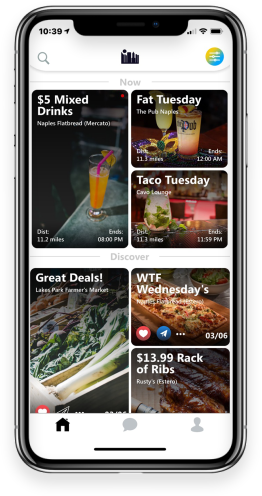 10:39
Now
$5 Mixed
Drinks
Naples Flatbread (Mercato)
Dist:
Ends:
11.2 miles
08:00 PM
Fat Tuesday
The Pub Naples
Dist:
Ends:
11.3 miles
12:00 AM
Taco Tuesday
Cavo Lounge
Dist:
Ends:
11.3 miles
11:59 PM
Discover
Great Deals!
Lakes Park Farmer's Market
WTF
Wednesday's
Naples Flatbread (Estero)
03/06
$13.99 Rack
of Ribs
Rusty's (Estero)